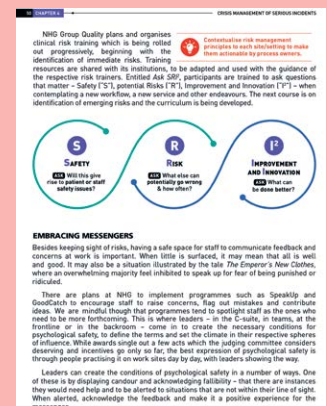 50 CHAPTER 4
CRISIS MANAGEMENT OF SERIOUS INCIDENTS
NHG Group Quality plans and organises
clinical risk training which is being rolled
out progressively, beginning with the
identification of immediate risks. Training
Contextualise risk management
principles to each site/setting to make
them actionable by process owners.
resources are shared with its institutions, to be adapted and used with the guidance of
the respective risk trainers. Entitled Ask SRI², participants are trained to ask questions
that matter – Safety ["S"], potential Risks ["R"], Improvement and Innovation ["I²"] – when
contemplating a new workflow, a new service and other endeavours. The next course is on
identification of emerging risks and the curriculum is being developed.
S
SAFETY
ASK Will this give
rise to patient or staff
safety issues?
R
RISK
ASK What else can
potentially go wrong
& how often?
I²
IMPROVEMENT
AND INNOVATION
ASK What can
be done better?
EMBRACING MESSENGERS
Besides keeping sight of risks, having a safe space for staff to communicate feedback and
concerns at work is important. When little is surfaced, it may mean that all is well
and good. It may also be a situation illustrated by the tale The Emperor's New Clothes,
where an overwhelming majority feel inhibited to speak up for fear of being punished or
ridiculed.
There are plans at NHG to implement programmes such as SpeakUp and
GoodCatch to encourage staff to raise concerns, flag out mistakes and contribute
ideas. We are mindful though that programmes tend to spotlight staff as the ones who
need to be more forthcoming. This is where leaders – in the C-suite, in teams, at the
frontline or in the backroom – come in to create the necessary conditions for
psychological safety, to define the terms and set the climate in their respective spheres
of influence. While awards single out a few acts which the judging committee considers
deserving and incentives go only so far, the best expression of psychological safety is
through people practising it on work sites day by day, with leaders showing the way.
Leaders can create the conditions of psychological safety in a number of ways. One
of these is by displaying candour and acknowledging fallibility – that there are instances
they would need help and to be alerted to situations that are not within their line of sight.
When alerted, acknowledge the feedback and make it a positive experience for the